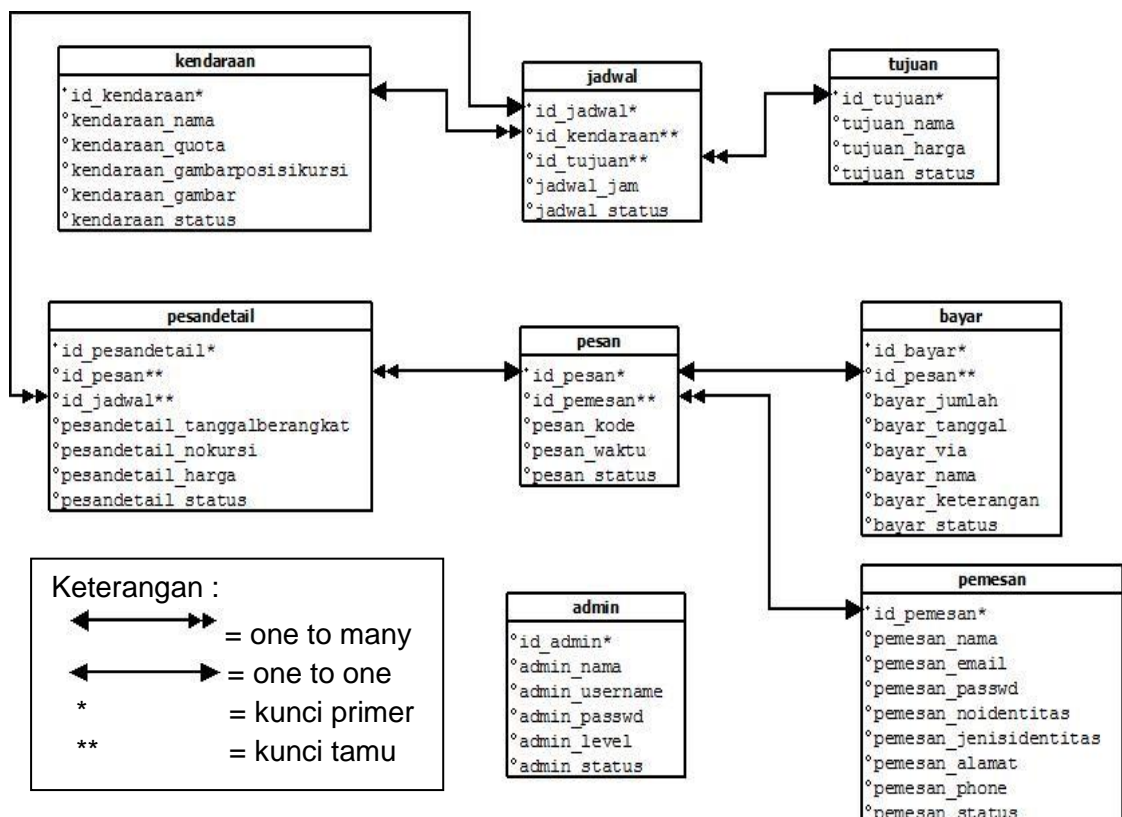 kendaraan
*id_kendaraan*
°kendaraan_nama
°kendaraan_quota
°kendaraan_gambarposisikursi
°kendaraan_gambar
°kendaraan_status
jadwal
*id_jadwal*
°id_kendaraan**
°id_tujuan**
°jadwal_jam
°jadwal_status
tujuan
*id_tujuan*
°tujuan_nama
°tujuan_harga
°tujuan_status
pesandetail
*id_pesandetail*
°id_pesan**
°id_jadwal**
°pesandetail_tanggalberangkat
°pesandetail_nokursi
°pesandetail_harga
°pesandetail_status
pesan
*id_pesan*
°id_pemesan**
°pesan_kode
°pesan_waktu
°pesan_status
bayar
*id_bayar*
°id_pesan**
°bayar_jumlah
°bayar_tanggal
°bayar_via
°bayar_nama
°bayar_keterangan
°bayar_status
Keterangan :
= one to many
= one to one
* = kunci primer
** = kunci tamu
admin
°id_admin*
°admin_nama
°admin_username
°admin_passwd
°admin_level
°admin_status
pemesan
*id_pemesan*
°pemesan_nama
°pemesan_email
°pemesan_passwd
°pemesan_noidentitas
°pemesan_jenisidentitas
°pemesan_alamat
°pemesan_phone
°pemesan_status